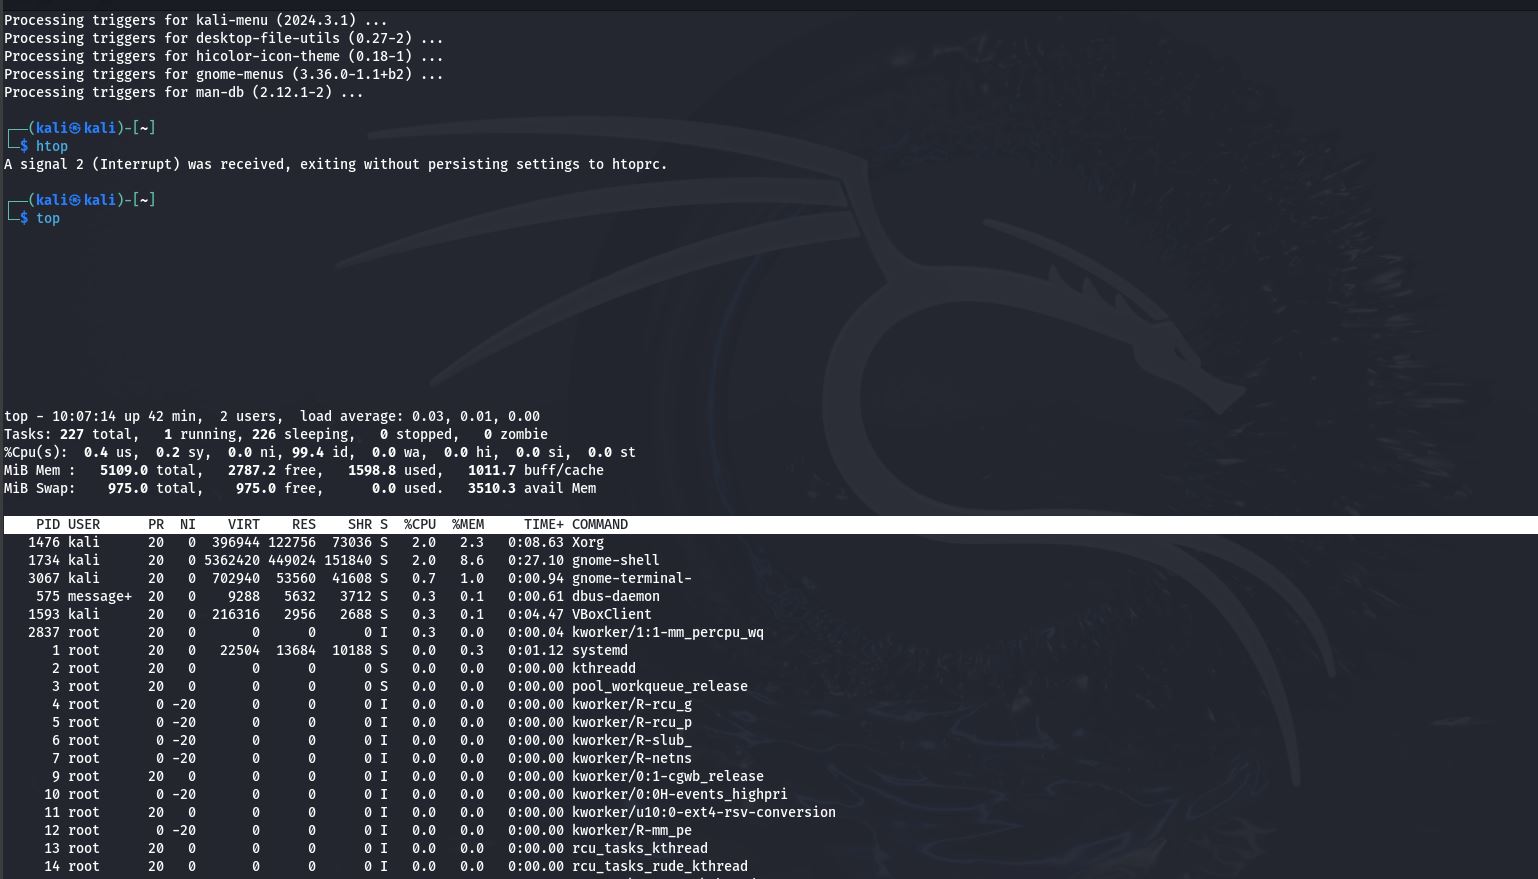 Processing triggers for kali-menu (2024.3.1) ...
Processing triggers for desktop-file-utils (0.27-2) ...
Processing triggers for hicolor-icon-theme (0.18-1) ...
Processing triggers for gnome-menus (3.36.0-1.1+b2) ...
Processing triggers for man-db (2.12.1-2) ...
┌──(kali㉿kali)-[~]
└─$ htop
A signal 2 (Interrupt) was received, exiting without persisting settings to htoprc.
┌──(kali㉿kali)-[~]
└─$ top
top - 10:07:14 up 42 min,  2 users,  load average: 0.03, 0.01, 0.00
Tasks: 227 total,   1 running, 226 sleeping,   0 stopped,   0 zombie
%Cpu(s):  0.4 us,  0.2 sy,  0.0 ni, 99.4 id,  0.0 wa,  0.0 hi,  0.0 si,  0.0 st
MiB Mem :   5109.0 total,   2787.2 free,   1598.8 used,   1011.7 buff/cache
MiB Swap:    975.0 total,    975.0 free,      0.0 used.   3510.3 avail Mem
    PID USER      PR  NI    VIRT    RES    SHR S  %CPU  %MEM     TIME+ COMMAND
   1476 kali      20   0  396944 122756  73036 S   2.0   2.3   0:08.63 Xorg
   1734 kali      20   0 5362420 449024 151840 S   2.0   8.6   0:27.10 gnome-shell
   3067 kali      20   0  702940  53560  41608 S   0.7   1.0   0:00.94 gnome-terminal-
    575 message+  20   0    9288   5632   3712 S   0.3   0.1   0:00.61 dbus-daemon
   1593 kali      20   0  216316   2956   2688 S   0.3   0.1   0:04.47 VBoxClient
   2837 root      20   0       0      0      0 I   0.3   0.0   0:00.04 kworker/1:1-mm_percpu_wq
      1 root      20   0   22504  13684  10188 S   0.0   0.3   0:01.12 systemd
      2 root      20   0       0      0      0 S   0.0   0.0   0:00.00 kthreadd
      3 root      20   0       0      0      0 S   0.0   0.0   0:00.00 pool_workqueue_release
      4 root       0 -20       0      0      0 I   0.0   0.0   0:00.00 kworker/R-rcu_g
      5 root       0 -20       0      0      0 I   0.0   0.0   0:00.00 kworker/R-rcu_p
      6 root       0 -20       0      0      0 I   0.0   0.0   0:00.00 kworker/R-slub_
      7 root       0 -20       0      0      0 I   0.0   0.0   0:00.00 kworker/R-netns
      9 root      20   0       0      0      0 I   0.0   0.0   0:00.00 kworker/0:1-cgwb_release
     10 root       0 -20       0      0      0 I   0.0   0.0   0:00.00 kworker/0:0H-events_highpri
     11 root      20   0       0      0      0 I   0.0   0.0   0:00.00 kworker/u10:0-ext4-rsv-conversion
     12 root       0 -20       0      0      0 I   0.0   0.0   0:00.00 kworker/R-mm_pe
     13 root      20   0       0      0      0 I   0.0   0.0   0:00.00 rcu_tasks_kthread
     14 root      20   0       0      0      0 I   0.0   0.0   0:00.00 rcu_tasks_rude_kthread